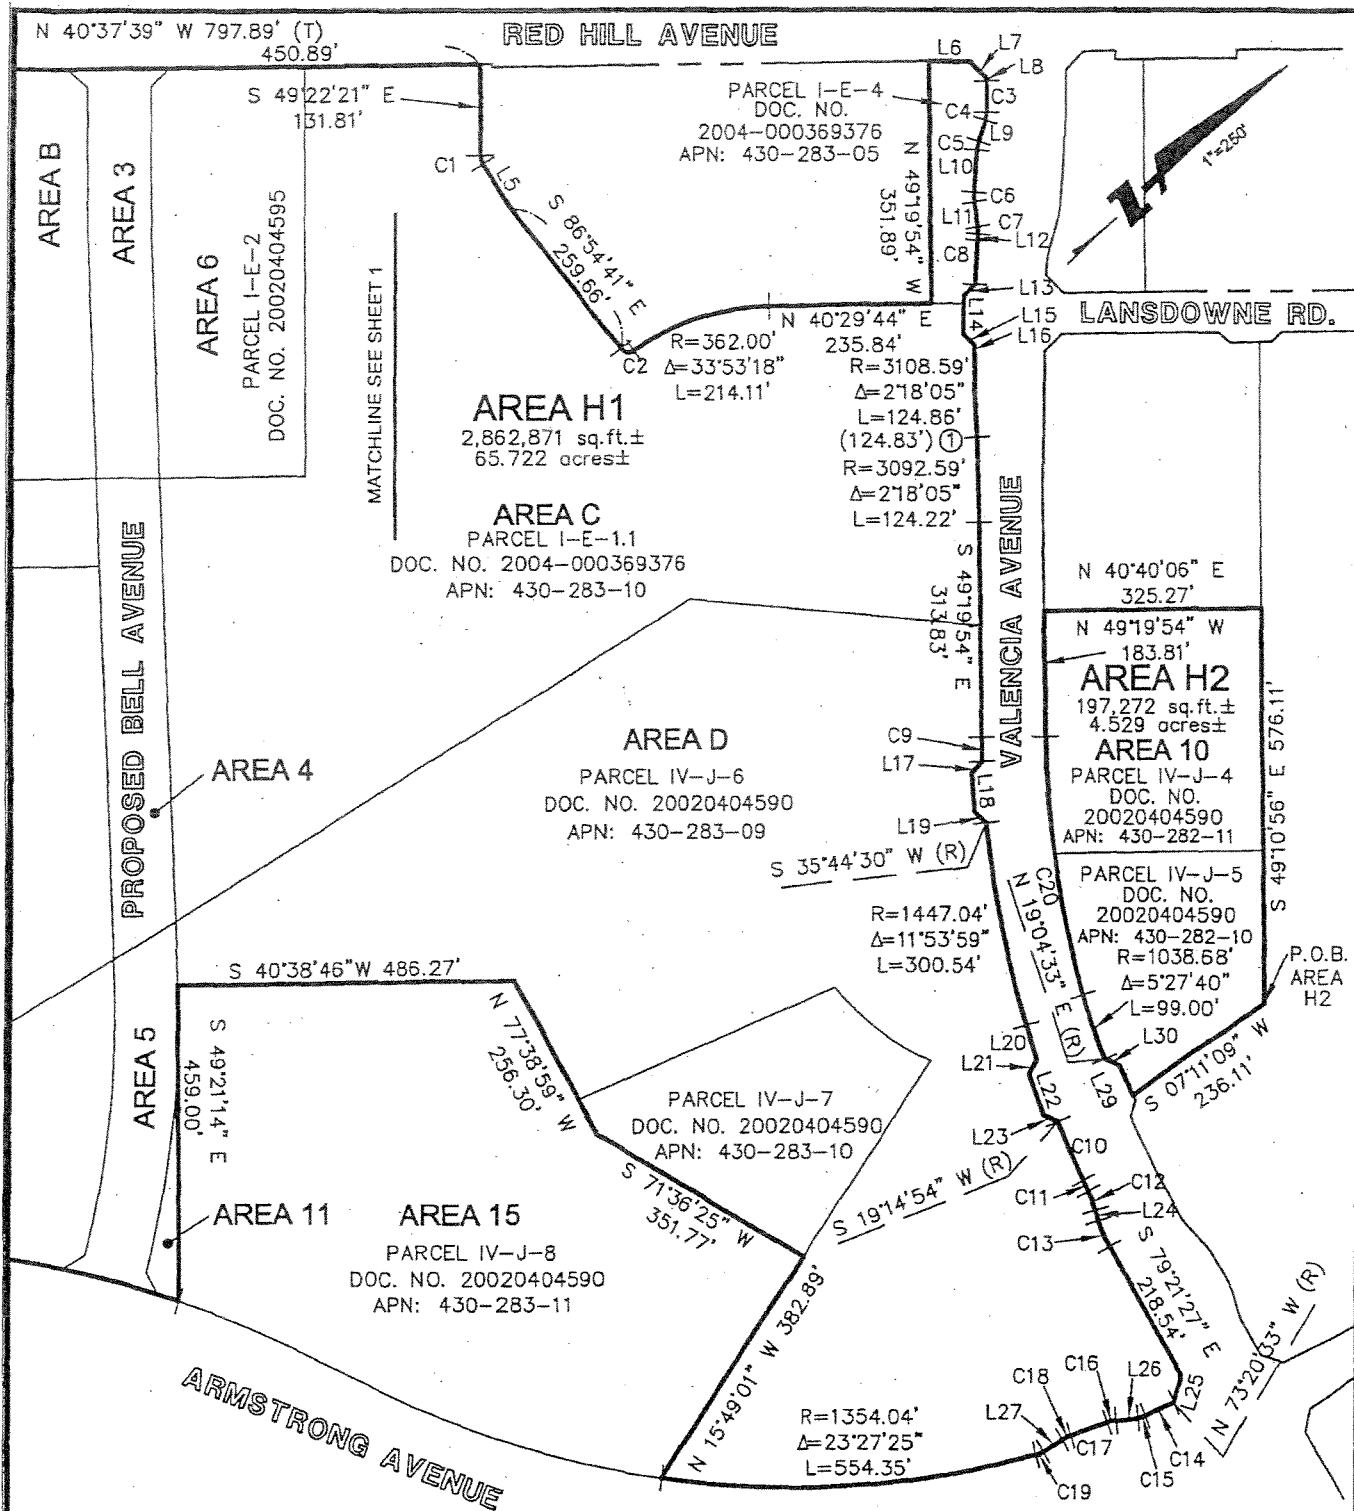 N 40°37'39" W 797.89' (T)
450.89'
RED HILL AVENUE
S 49°22'21" E
131.81'
C1
L5
S 86°54'41" E
259.66'
C2
PARCEL I-E-4
DOC. NO.
2004-000369376
APN: 430-283-05
N 49°19'54" W
351.89'
L6
L7
L8
C3
C4
L9
C5
L10
C6
L11
C7
L12
C8
L13
L14
L15
L16
1"=250'
LANSDOWNE RD.
AREA B
AREA 3
AREA 6
PARCEL I-E-2
DOC. NO. 20020404595
MATCHLINE SEE SHEET 1
R=362.00'
Δ=33°53'18"
L=214.11'
N 40°29'44" E
235.84'
R=3108.59'
Δ=2°18'05"
L=124.86'
(124.83') ①
R=3092.59'
Δ=2°18'05"
L=124.22'
AREA H1
2,862,871 sq.ft.±
65.722 acres±
AREA C
PARCEL I-E-1.1
DOC. NO. 2004-000369376
APN: 430-283-10
S 49°19'54" E
313.83'
VALENCIA AVENUE
N 40°40'06" E
325.27'
N 49°19'54" W
183.81'
AREA H2
197,272 sq.ft.±
4.529 acres±
AREA 10
PARCEL IV-J-4
DOC. NO.
20020404590
APN: 430-282-11
S 49°10'56" E 576.11'
PROPOSED BELL AVENUE
AREA 4
AREA D
PARCEL IV-J-6
DOC. NO. 20020404590
APN: 430-283-09
C9
L17
L18
L19
S 35°44'30" W (R)
C20
N 19°04'33" E (R)
PARCEL IV-J-5
DOC. NO.
20020404590
APN: 430-282-10
R=1038.68'
Δ=5°27'40"
L=99.00'
P.O.B.
AREA
H2
R=1447.04'
Δ=11°53'59"
L=300.54'
S 40°38'46"W 486.27'
AREA 5
S 49°21'14" E
459.00'
N 77°38'59" W
256.30'
L20
L21
L22
L23
L30
L29
S 07°11'09" W
236.11'
PARCEL IV-J-7
DOC. NO. 20020404590
APN: 430-283-10
S 71°36'25" W
351.77'
S 19°14'54" W (R)
C10
C11
C12
L24
C13
AREA 11
AREA 15
PARCEL IV-J-8
DOC. NO. 20020404590
APN: 430-283-11
S 79°21'27" E
218.54'
N 73°20'33" W (R)
N 15°49'01" W 382.89'
ARMSTRONG AVENUE
R=1354.04'
Δ=23°27'25"
L=554.35'
L27
C18
C16
L26
L25
C17
C19
C15
C14